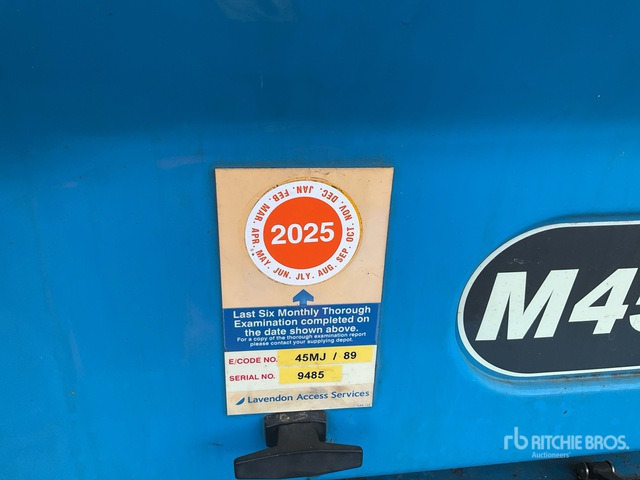 JAN. FEB. MAR. APR. MAY. JUN. JLY. AUG. SEP. OCT. NOV. DEC.
2025
Last Six Monthly Thorough
Examination completed on
the date shown above.
For a copy of the thorough examination report
please contact your supplying depot.
E/CODE NO. 45MJ / 89
SERIAL NO. 9485
Lavendon Access Services
M45
rb RITCHIE BROS.
Auctioneers